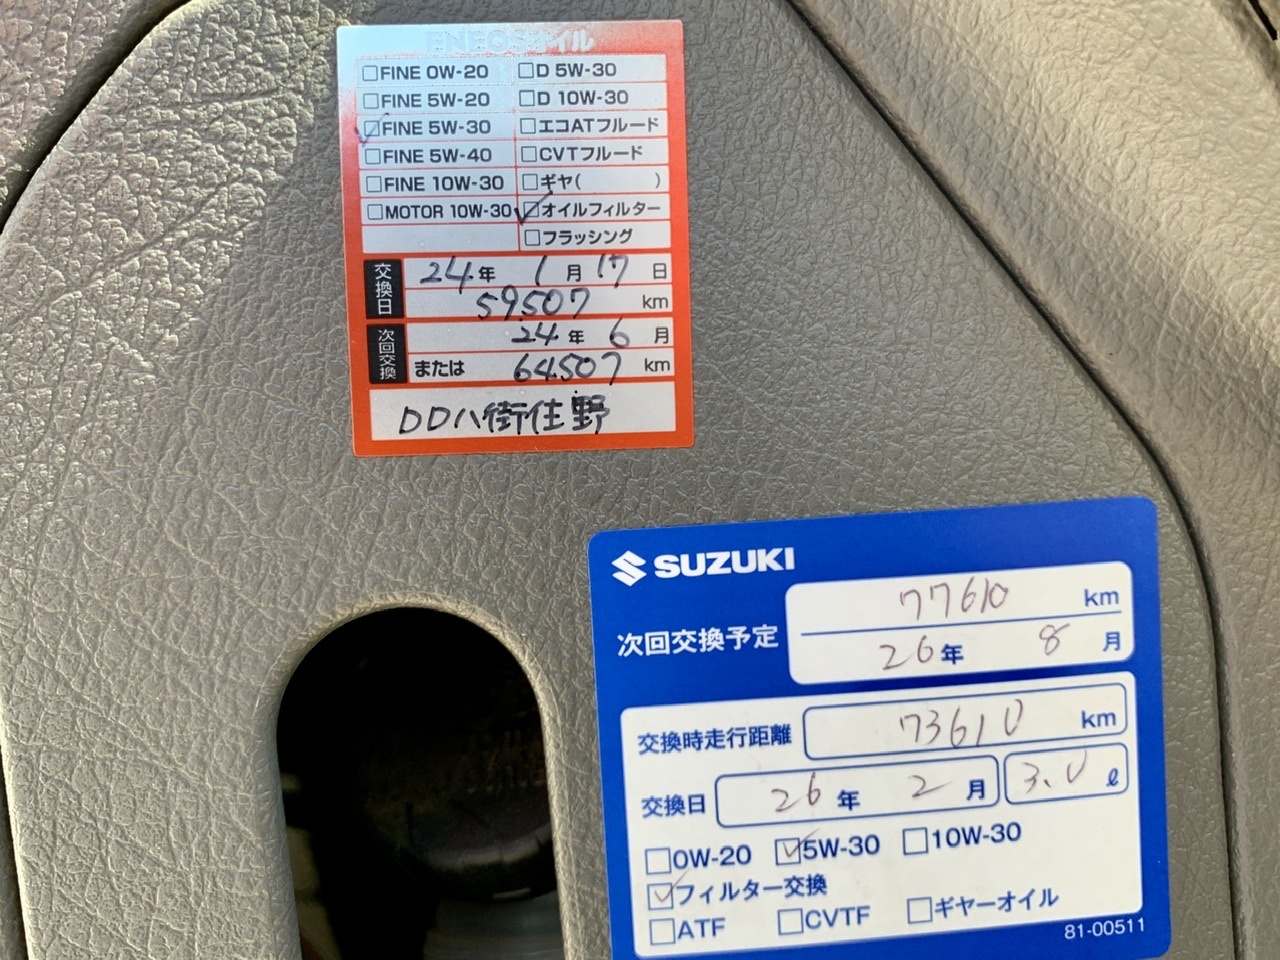 ENEOSオイル
□FINE 0W-20 □D 5W-30
□FINE 5W-20 □D 10W-30
☑FINE 5W-30 □エコATフルード
□FINE 5W-40 □CVTフルード
□FINE 10W-30 □ギヤ( )
□MOTOR 10W-30 ☑オイルフィルター
□フラッシング
交換日 24年 1月 17日
59507 km
次回交換 24年 6月
または 64507 km
DD八街住野
SUZUKI
次回交換予定 77610 km
26年 8月
交換時走行距離 73610 km
交換日 26年 2月 3.0ℓ
□0W-20 ☑5W-30 □10W-30
☑フィルター交換
□ATF □CVTF □ギヤーオイル
81-00511